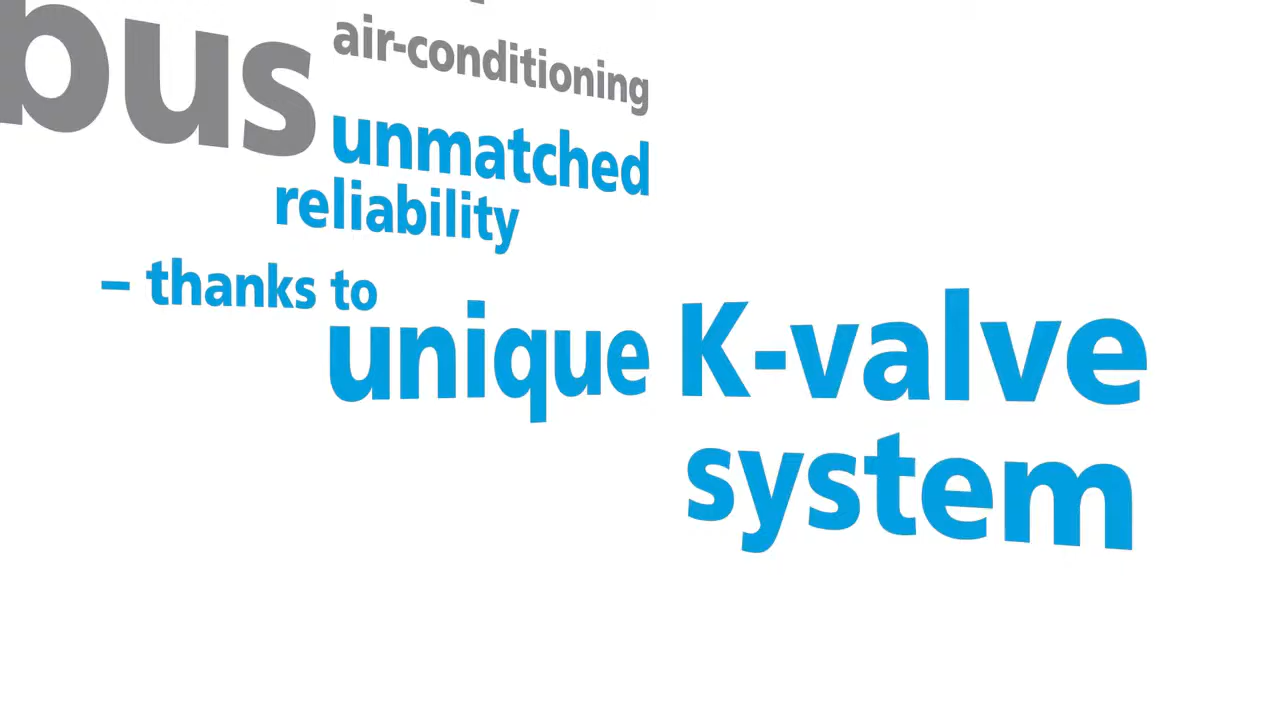 bus
air-conditioning
unmatched
reliability
– thanks to
unique K-valve
system